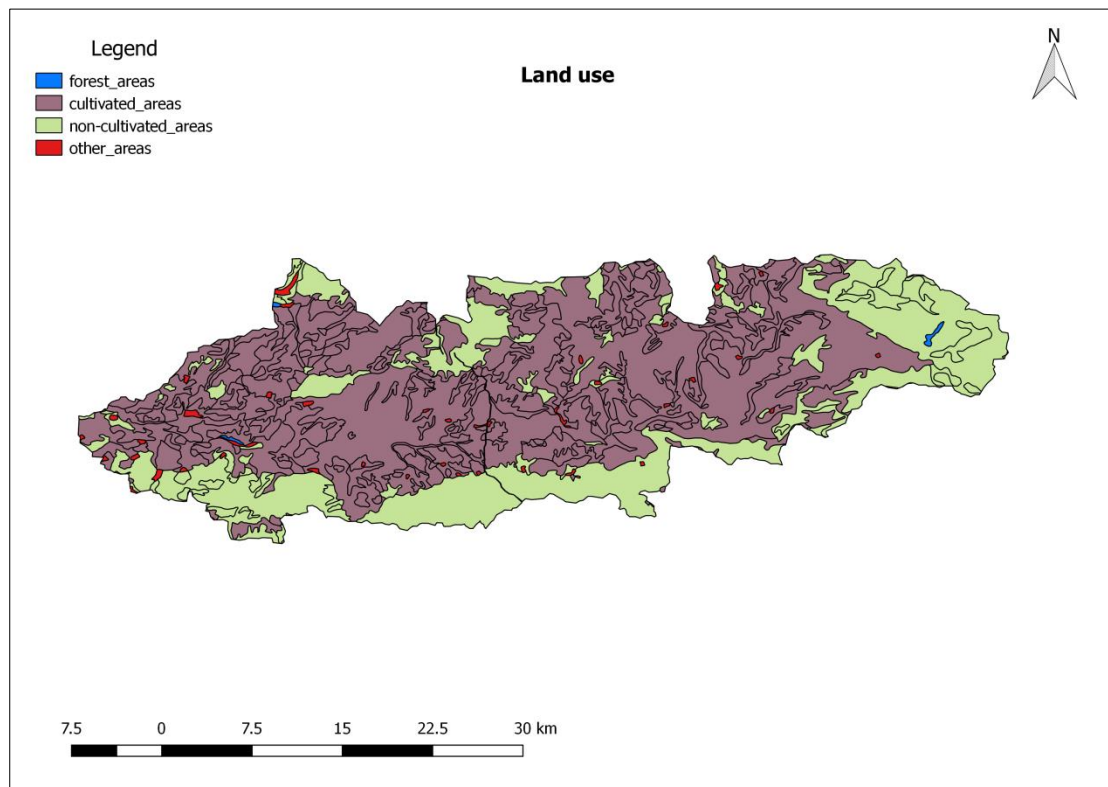 Legend
forest_areas
cultivated_areas
non-cultivated_areas
other_areas
Land use
N
7.5 0 7.5 15 22.5 30 km